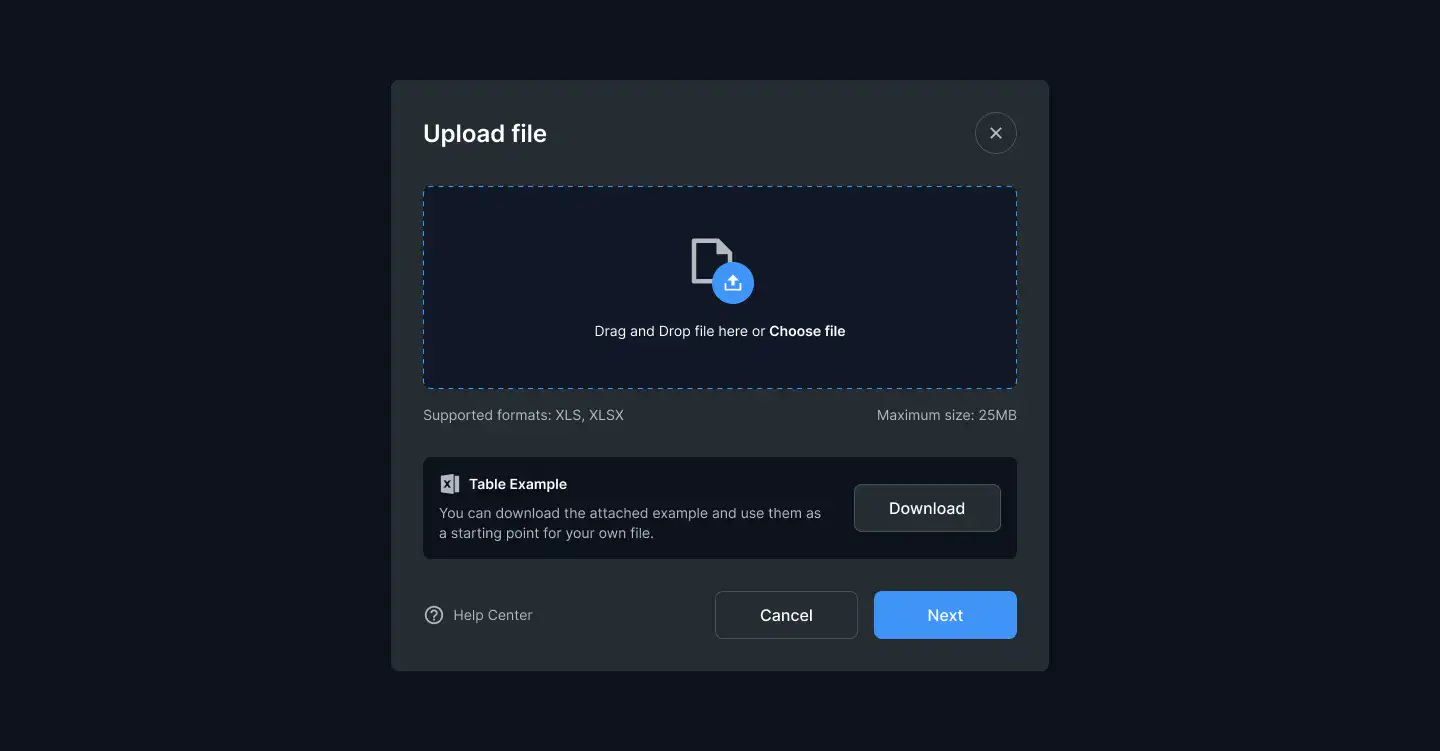 Upload file
Drag and Drop file here or Choose file
Supported formats: XLS, XLSX
Maximum size: 25MB
X Table Example
You can download the attached example and use them as
a starting point for your own file.
Download
? Help Center
Cancel
Next